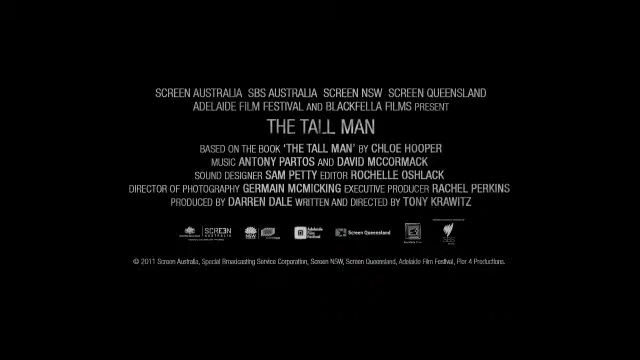 SCREEN AUSTRALIA SBS AUSTRALIA SCREEN NSW SCREEN QUEENSLAND
ADELAIDE FILM FESTIVAL AND BLACKFELLA FILMS PRESENT
THE TALL MAN
BASED ON THE BOOK 'THE TALL MAN' BY CHLOE HOOPER
MUSIC ANTONY PARTOS AND DAVID MCCORMACK
SOUND DESIGNER SAM PETTY EDITOR ROCHELLE OSHLACK
DIRECTOR OF PHOTOGRAPHY GERMAIN MCMICKING EXECUTIVE PRODUCER RACHEL PERKINS
PRODUCED BY DARREN DALE WRITTEN AND DIRECTED BY TONY KRAWITZ
SCREEN AUSTRALIA NSW Adelaide Film Festival Screen Queensland SBS
© 2011 Screen Australia, Special Broadcasting Service Corporation, Screen NSW, Screen Queensland, Adelaide Film Festival, Pier 4 Productions.